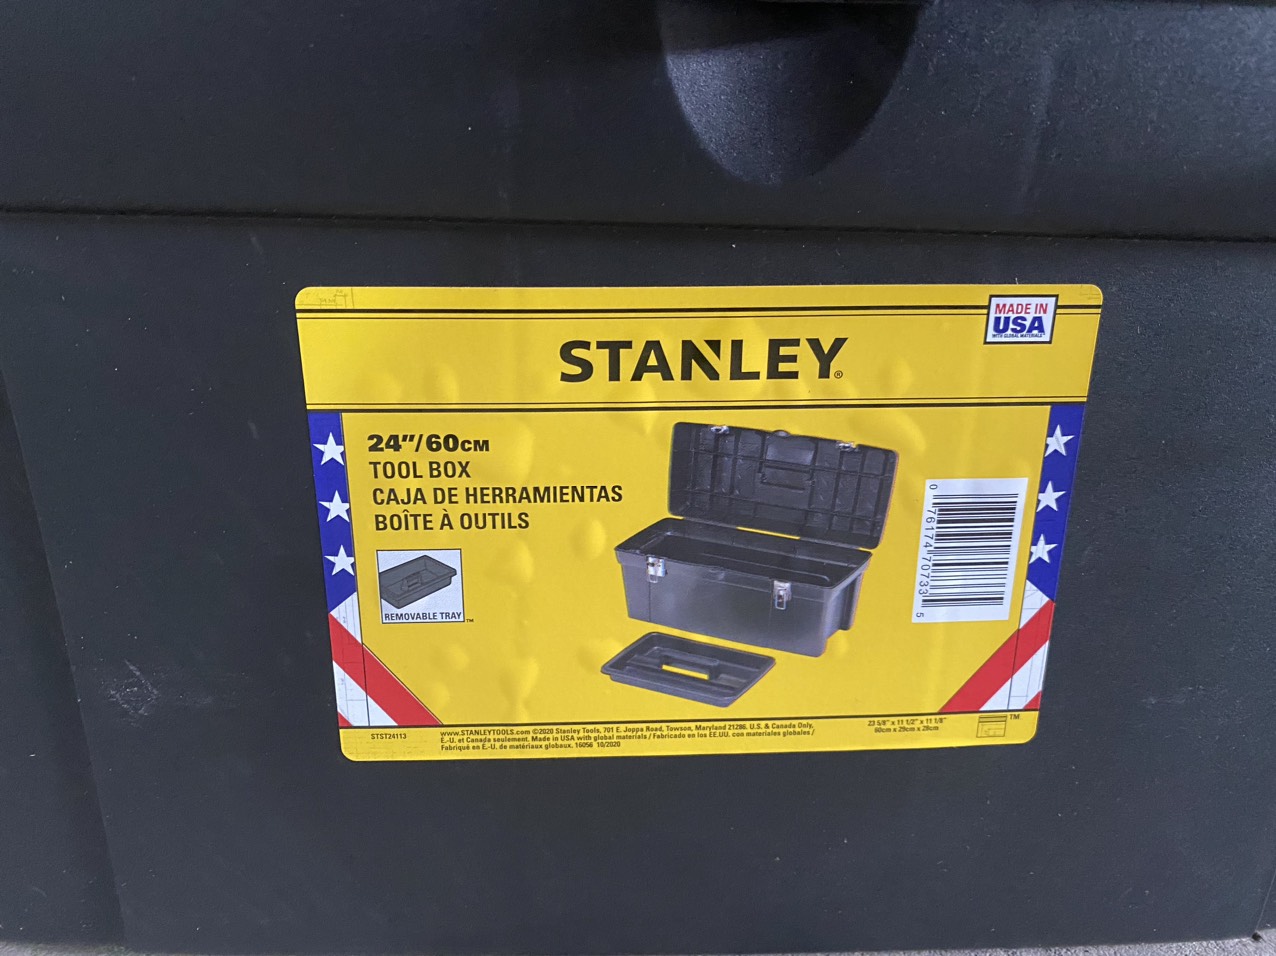 MADE IN
USA
WITH GLOBAL MATERIALS
STANLEY®
24"/60CM
TOOL BOX
CAJA DE HERRAMIENTAS
BOÎTE À OUTILS
REMOVABLE TRAY™
0 76174 70733 5
STST24113
www.STANLEYTOOLS.com ©2020 Stanley Tools, 701 E. Joppa Road, Towson, Maryland 21286. U.S. & Canada Only,
E.-U. et Canada seulement. Made in USA with global materials / Fabricado en los EE.UU. con materiales globales /
Fabriqué en E.-U. de matériaux globaux. 16056 10/2020
23 5/8" x 11 1/2" x 11 1/8"
60cm x 29cm x 28cm
™